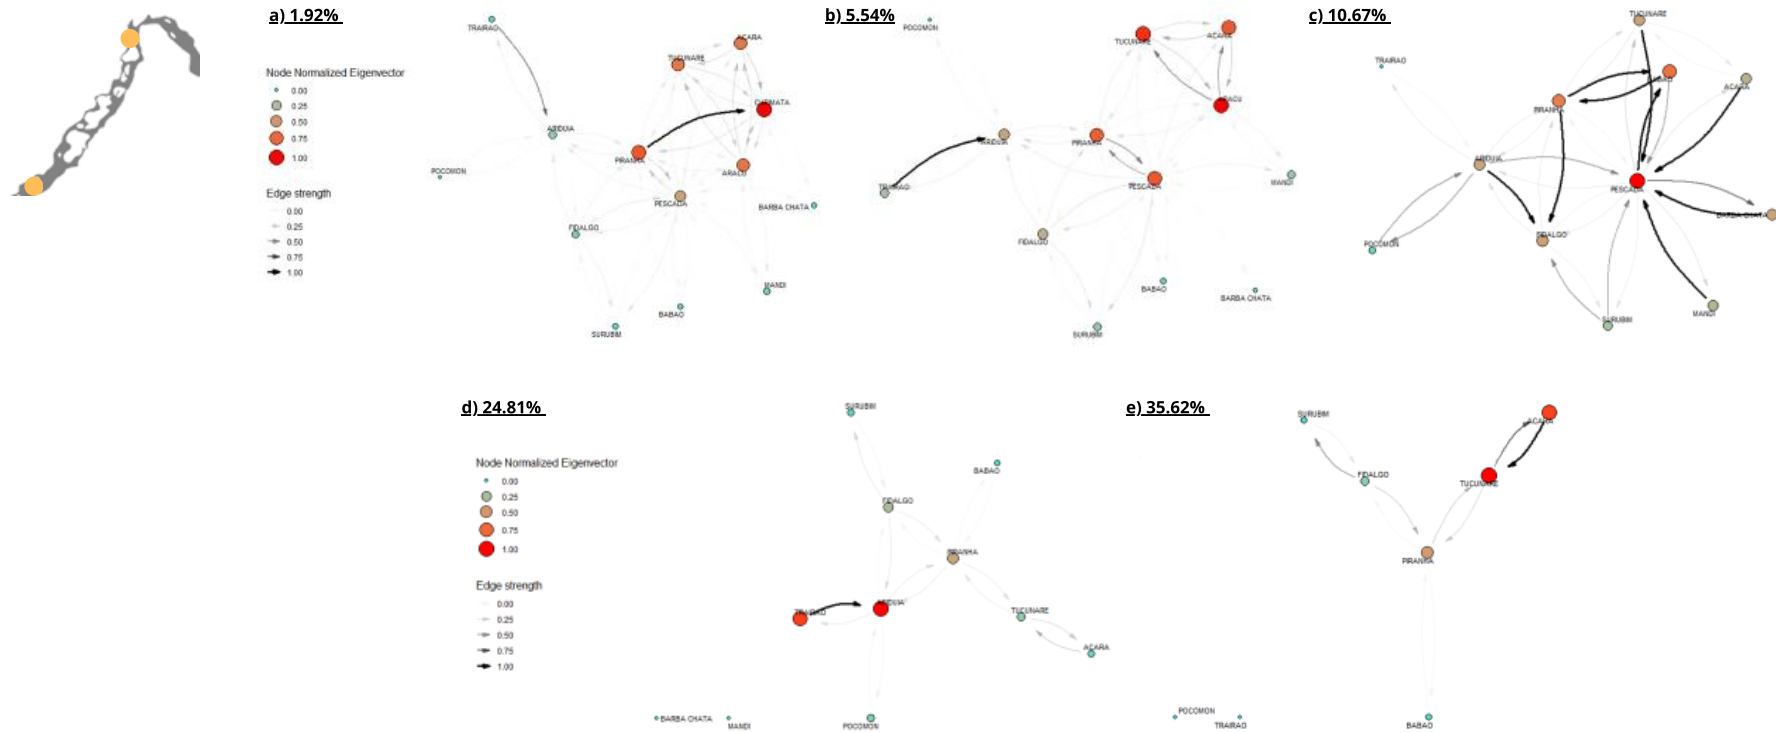 a) 1.92%
b) 5.54%
c) 10.67%
Node Normalized Eigenvector
0.00
0.25
0.50
0.75
1.00
Edge strength
0.00
0.25
0.50
0.75
1.00
TRAIRAO
ACARA
TUCUNARE
CURIMATA
ARIDUIA
PIRANHA
ARACU
POCOMON
PESCADA
BARBA CHATA
FIDALGO
MANDI
BABAO
SURUBIM
POCOMON
TUCUNARE
ACARA
ARACU
ARIDUIA
PIRANHA
TRAIRAO
PESCADA
MANDI
FIDALGO
BABAO
BARBA CHATA
SURUBIM
TUCUNARE
TRAIRAO
ACARA
PIRANHA
ARIDUIA
PESCADA
BARBA CHATA
FIDALGO
POCOMON
MANDI
SURUBIM
d) 24.81%
e) 35.62%
Node Normalized Eigenvector
0.00
0.25
0.50
0.75
1.00
Edge strength
0.00
0.25
0.50
0.75
1.00
SURUBIM
BABAO
FIDALGO
PIRANHA
TRAIRAO
ARIDUIA
TUCUNARE
ACARA
BARBA CHATA
MANDI
POCOMON
SURUBIM
ACARA
FIDALGO
TUCUNARE
PIRANHA
POCOMON
TRAIRAO
BABAO